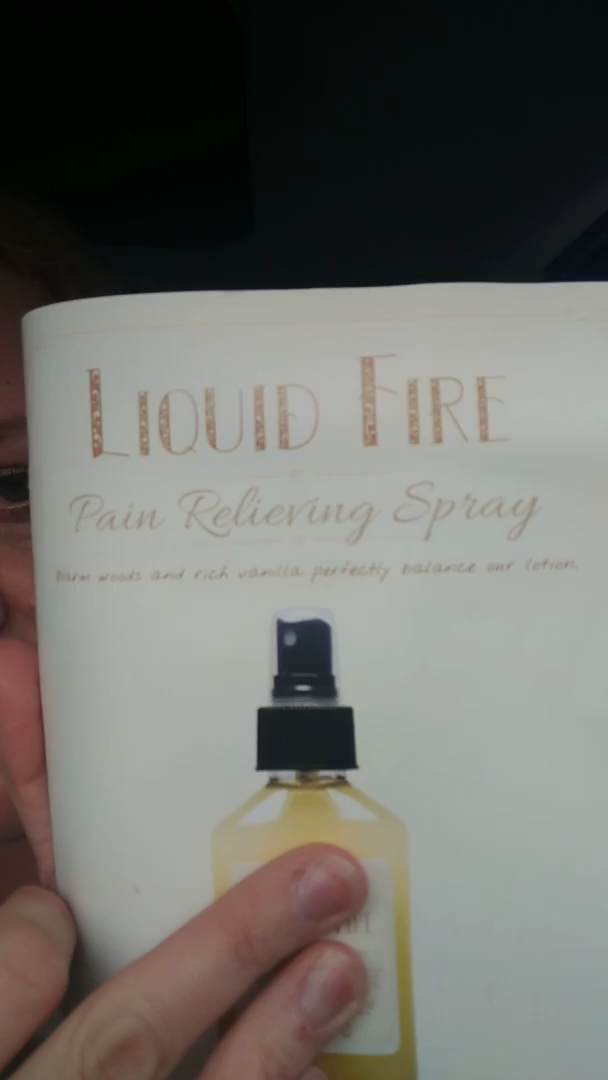 LIQUID FIRE
Pain Relieving Spray
Warm woods and rich vanilla perfectly balance our lotion.